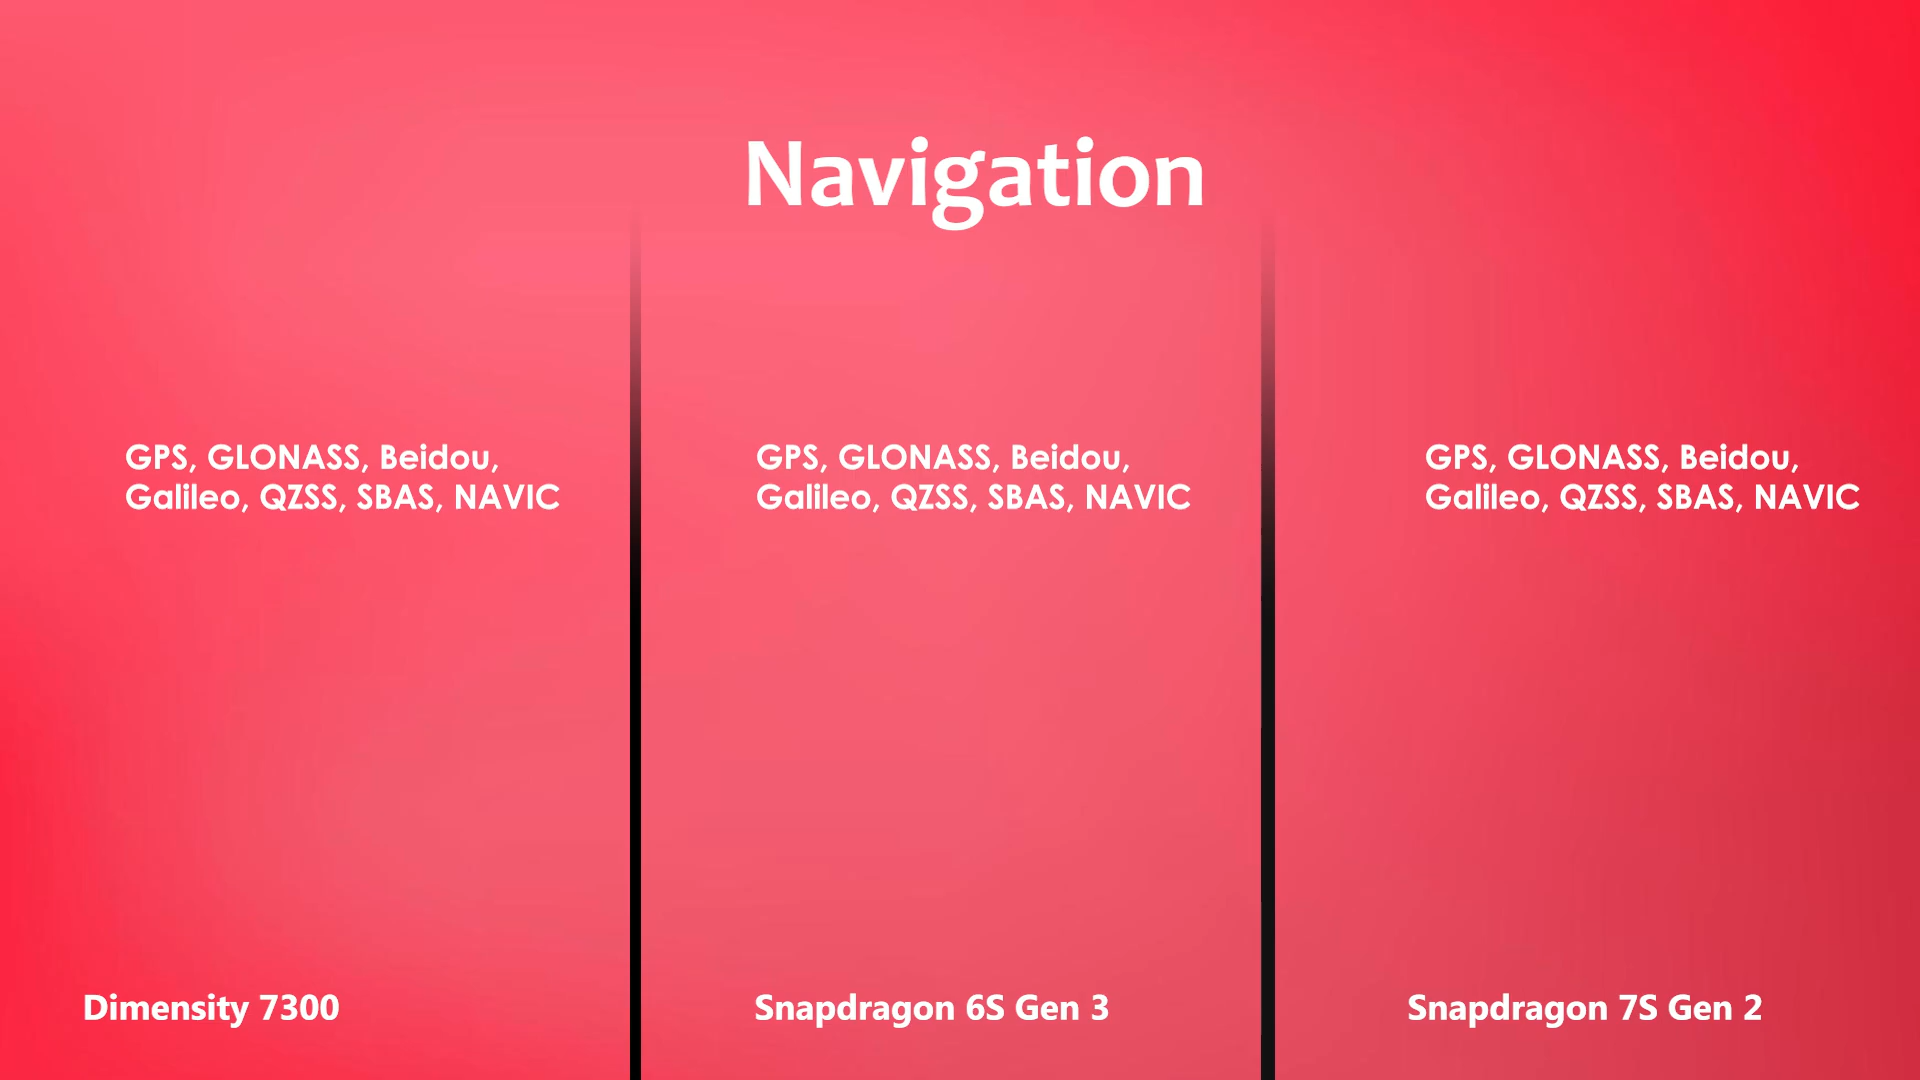 Navigation
GPS, GLONASS, Beidou,
Galileo, QZSS, SBAS, NAVIC
GPS, GLONASS, Beidou,
Galileo, QZSS, SBAS, NAVIC
GPS, GLONASS, Beidou,
Galileo, QZSS, SBAS, NAVIC
Dimensity 7300
Snapdragon 6S Gen 3
Snapdragon 7S Gen 2